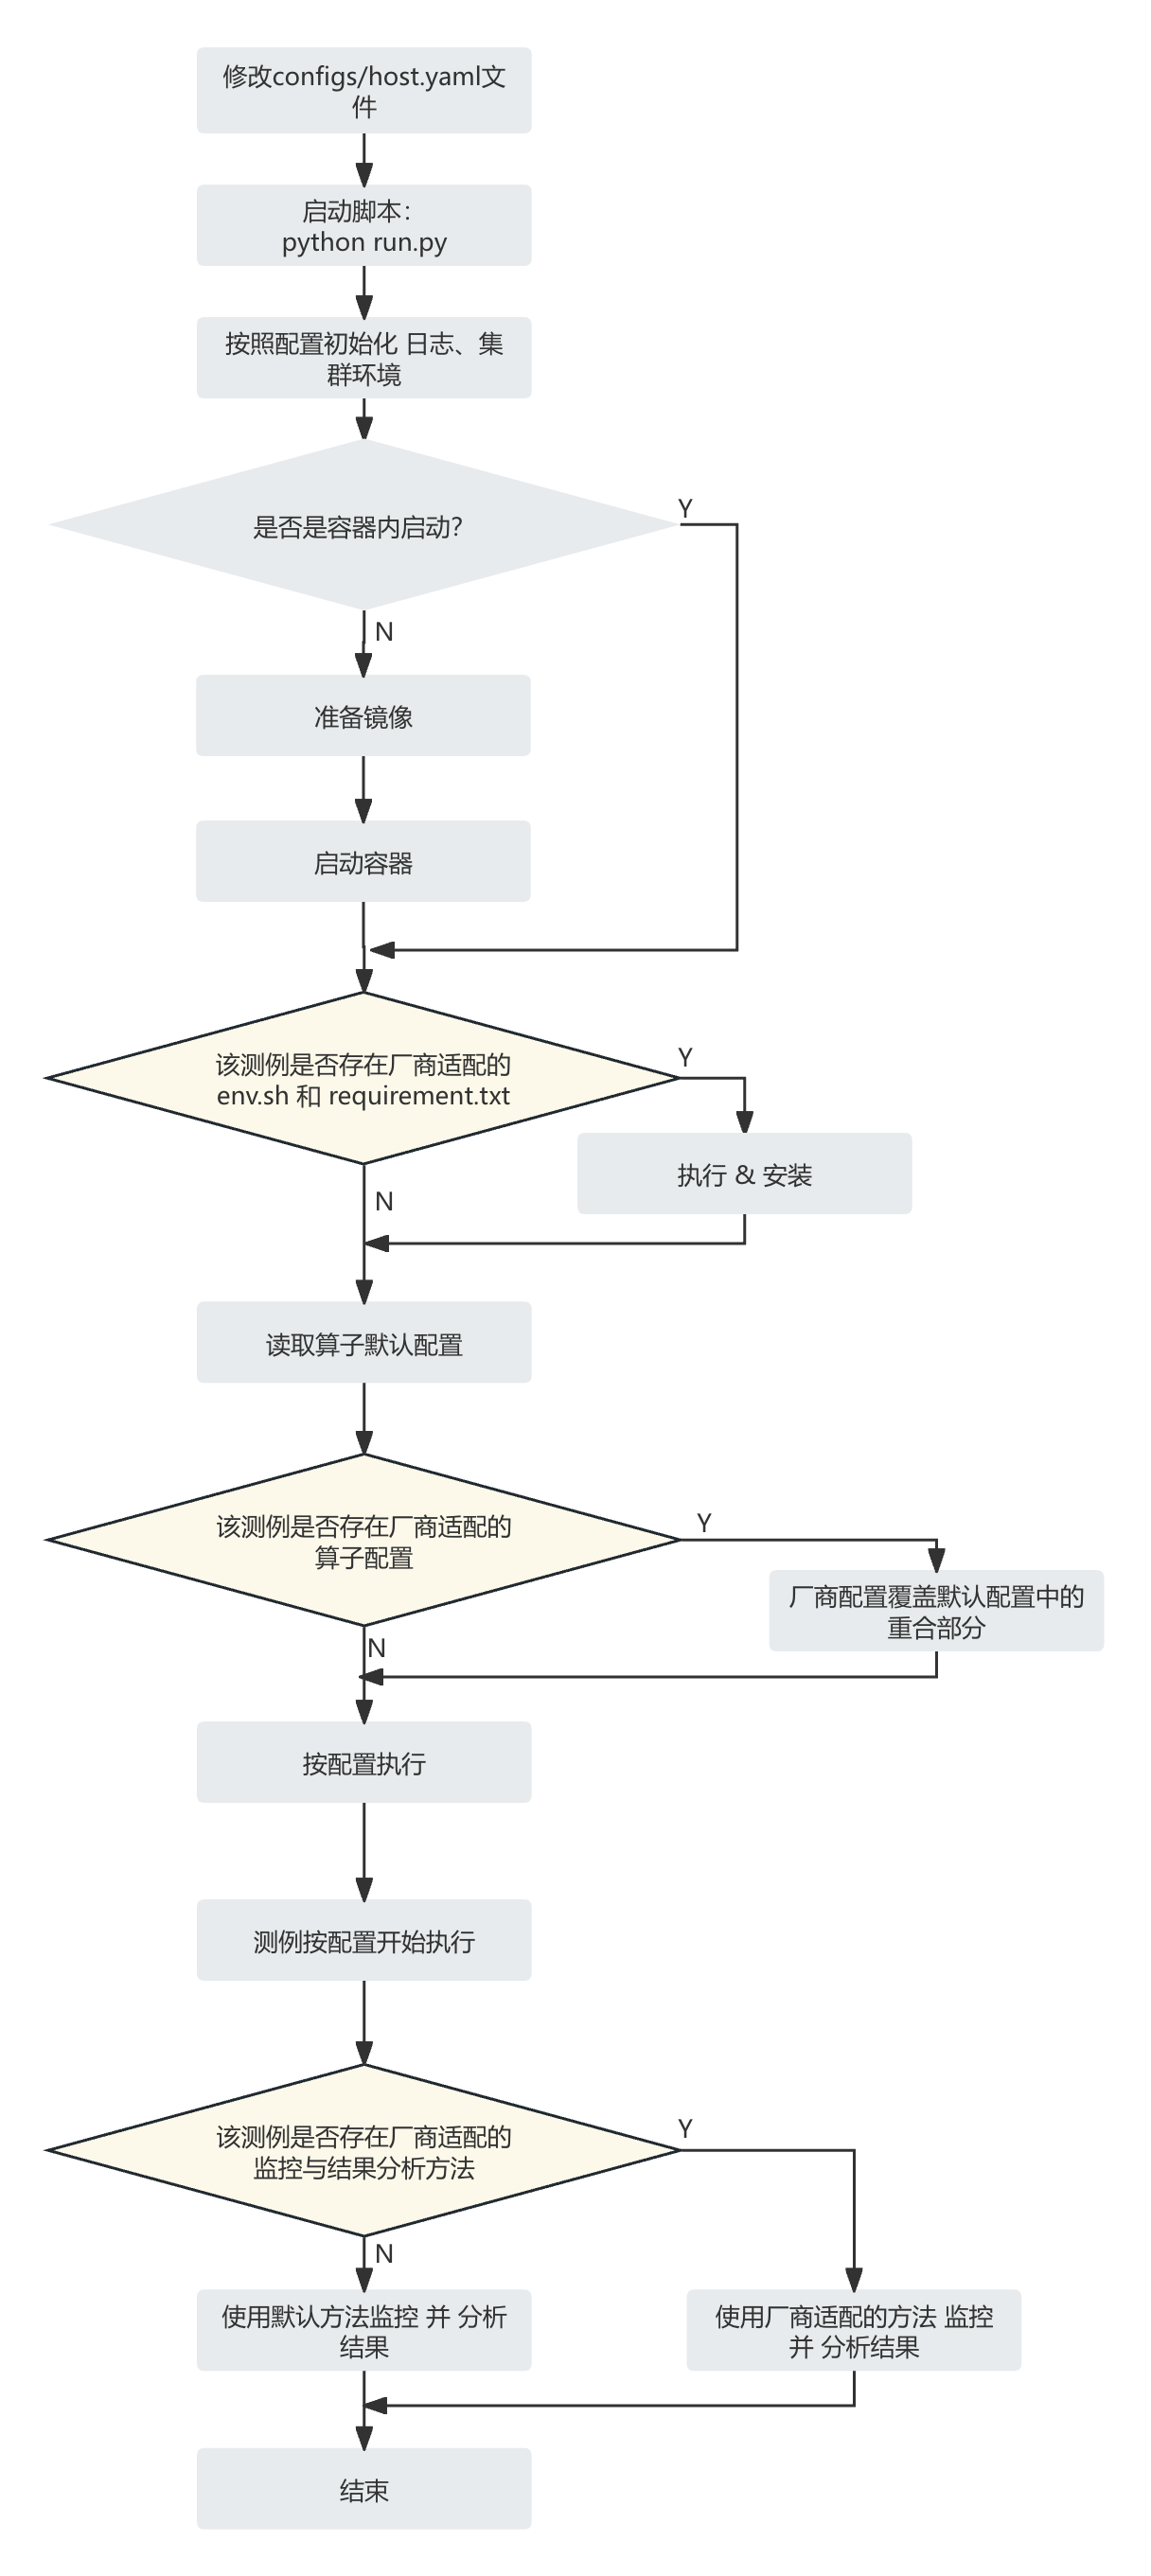 修改configs/host.yaml文
件
启动脚本：
python run.py
按照配置初始化 日志、集
群环境
是否是容器内启动？
Y
N
准备镜像
启动容器
该测例是否存在厂商适配的
env.sh 和 requirement.txt
Y
执行 & 安装
N
读取算子默认配置
该测例是否存在厂商适配的
算子配置
Y
厂商配置覆盖默认配置中的
重合部分
N
按配置执行
测例按配置开始执行
该测例是否存在厂商适配的
监控与结果分析方法
Y
N
使用默认方法监控 并 分析
结果
使用厂商适配的方法 监控
并 分析结果
结束